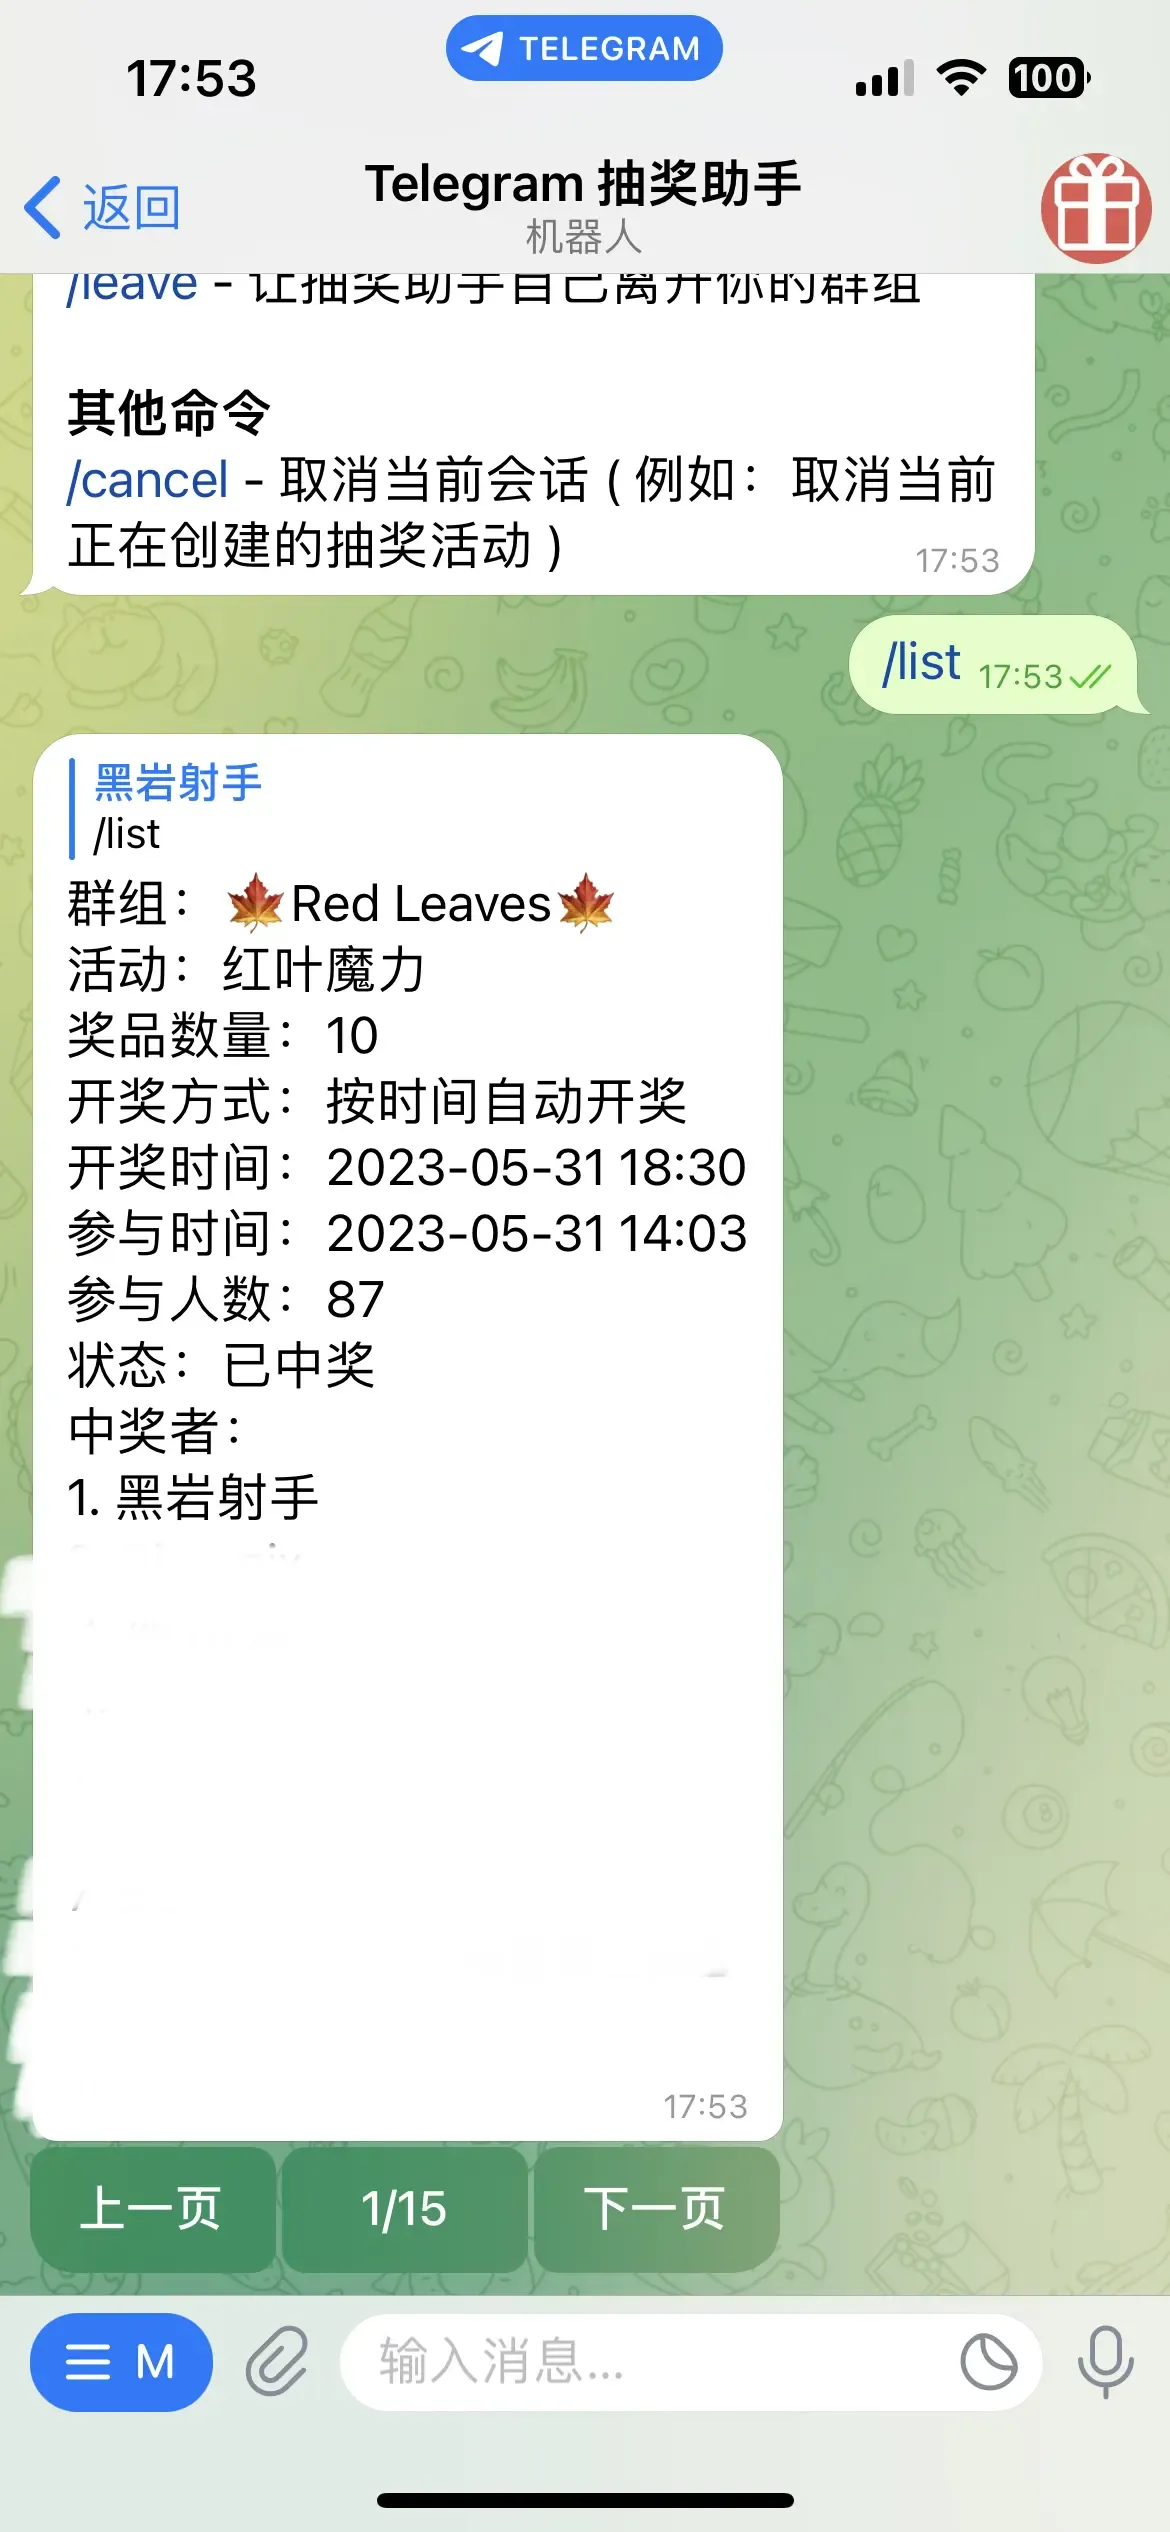 17:53
TELEGRAM
100
返回
Telegram 抽奖助手
机器人
/leave - 让抽奖助手自己离开你的群组
其他命令
/cancel - 取消当前会话 ( 例如：取消当前
正在创建的抽奖活动 )
17:53
/list 17:53
黑岩射手
/list
群组：🍁Red Leaves🍁
活动：红叶魔力
奖品数量：10
开奖方式：按时间自动开奖
开奖时间：2023-05-31 18:30
参与时间：2023-05-31 14:03
参与人数：87
状态：已中奖
中奖者：
1. 黑岩射手
17:53
上一页
1/15
下一页
M
输入消息...